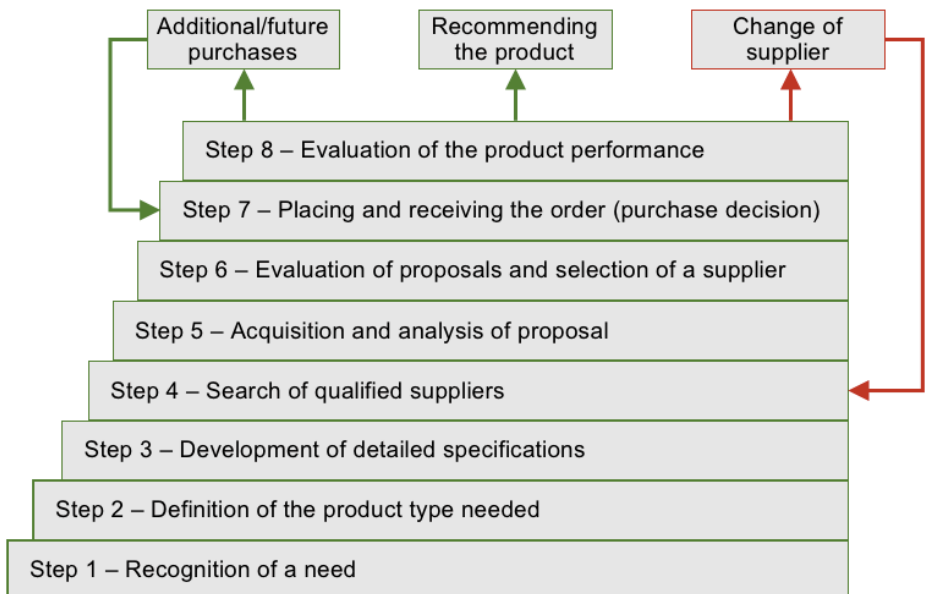 Additional/future
purchases
Recommending
the product
Change of
supplier
Step 8 – Evaluation of the product performance
Step 7 – Placing and receiving the order (purchase decision)
Step 6 – Evaluation of proposals and selection of a supplier
Step 5 – Acquisition and analysis of proposal
Step 4 – Search of qualified suppliers
Step 3 – Development of detailed specifications
Step 2 – Definition of the product type needed
Step 1 – Recognition of a need